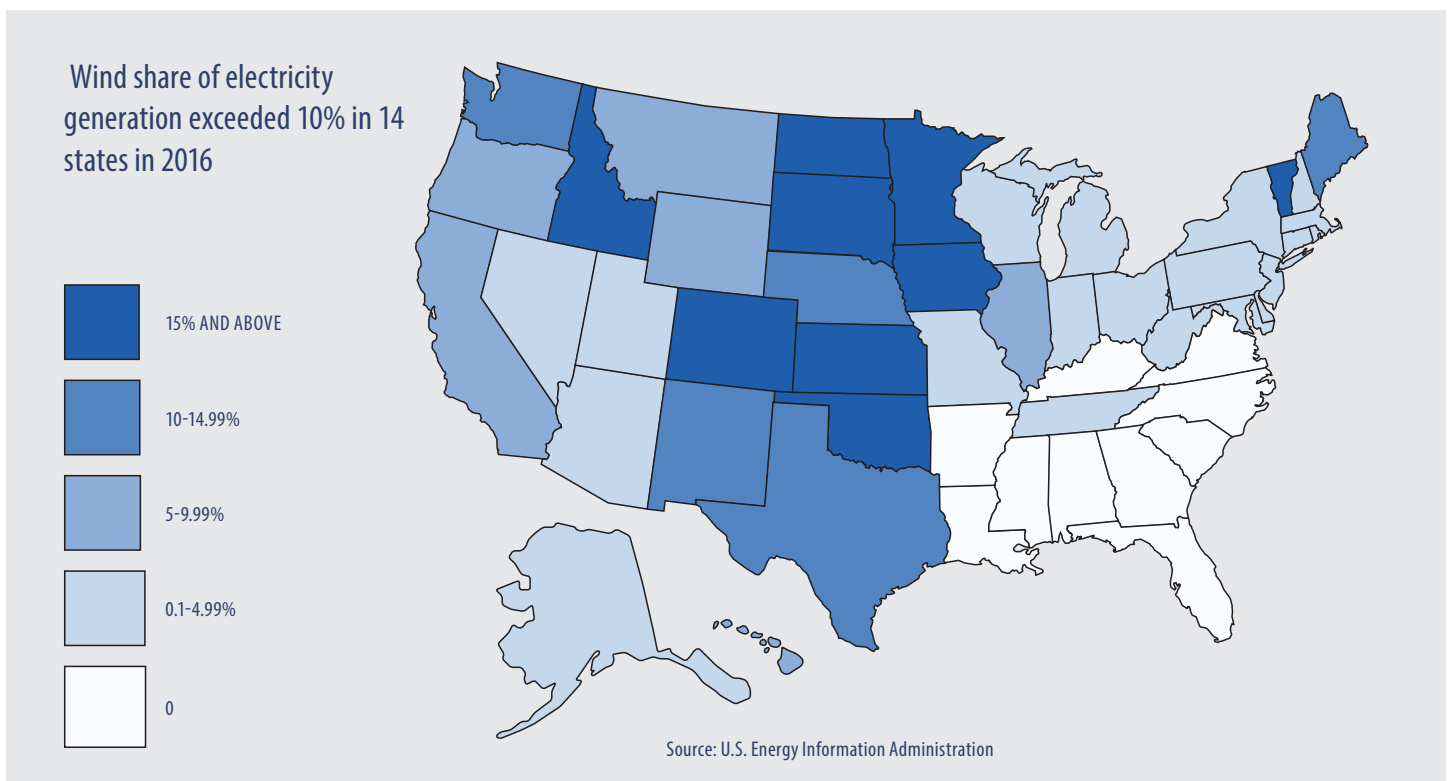 Wind share of electricity
generation exceeded 10% in 14
states in 2016
15% AND ABOVE
10-14.99%
5-9.99%
0.1-4.99%
0
Source: U.S. Energy Information Administration